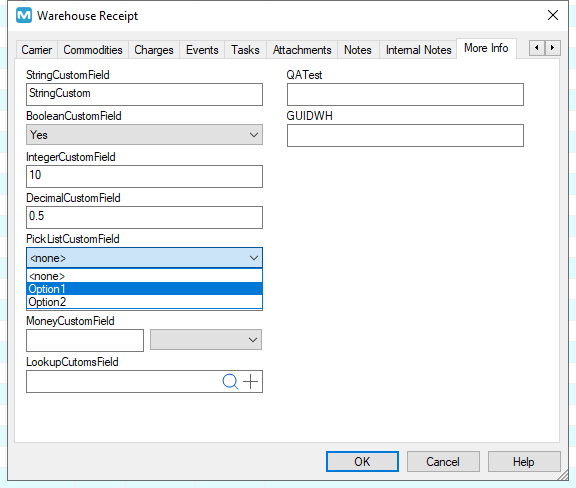 Warehouse Receipt
Carrier Commodities Charges Events Tasks Attachments Notes Internal Notes More Info
StringCustomField
StringCustom
BooleanCustomField
Yes
IntegerCustomField
10
DecimalCustomField
0.5
PickListCustomField
<none>
<none>
Option1
Option2
MoneyCustomField
LookupCutomsField
QATest
GUIDWH
OK Cancel Help